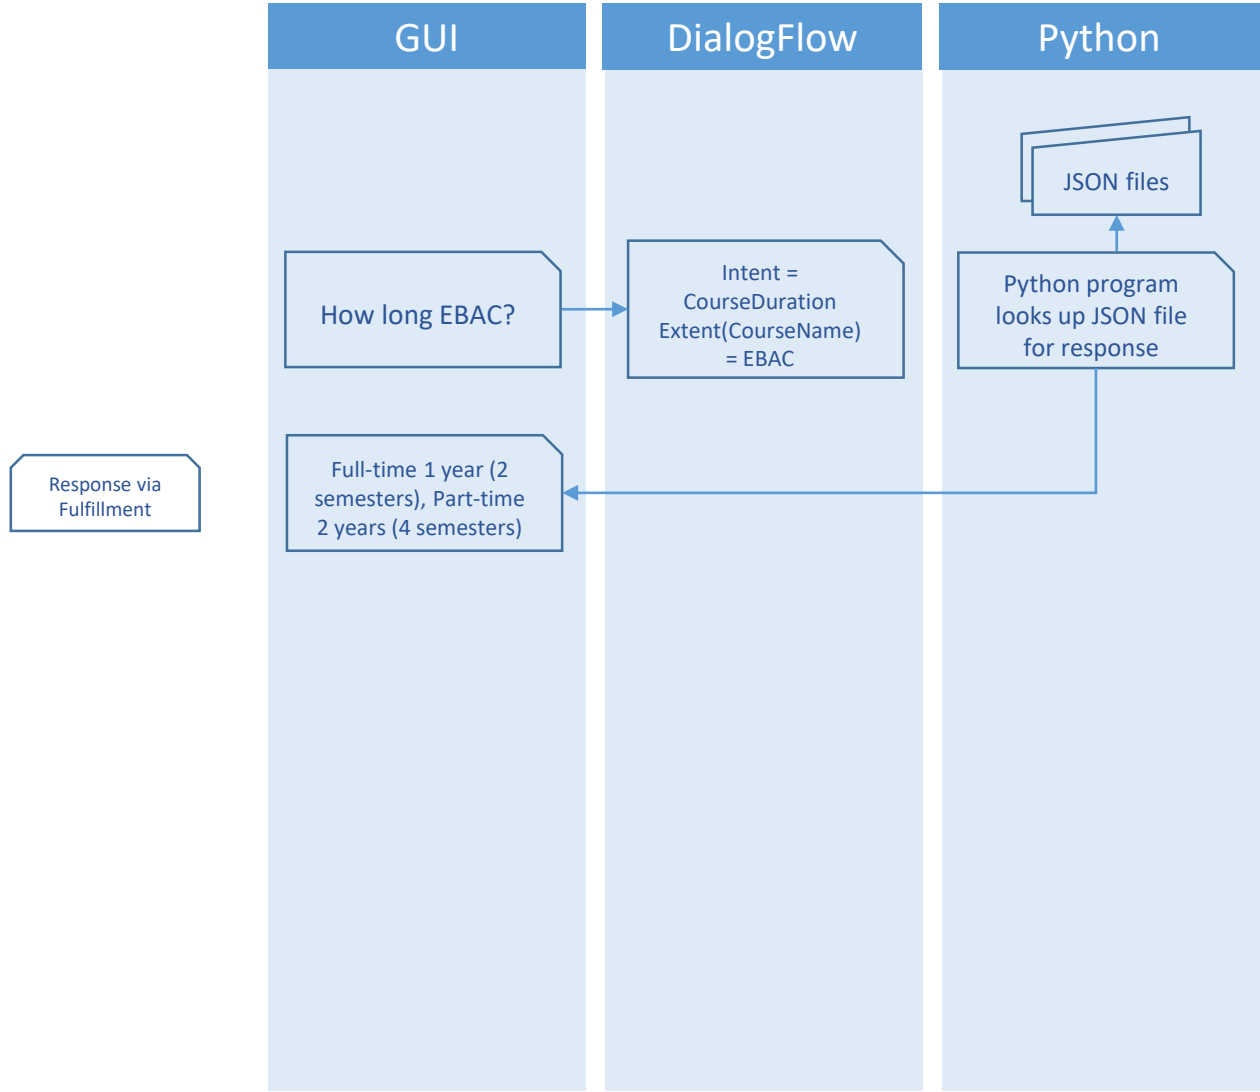 GUI
DialogFlow
Python
JSON files
How long EBAC?
Intent =
CourseDuration
Extent(CourseName)
= EBAC
Python program
looks up JSON file
for response
Response via
Fulfillment
Full-time 1 year (2
semesters), Part-time
2 years (4 semesters)